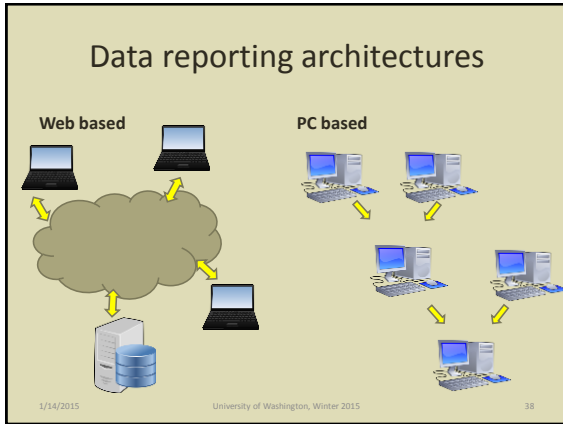 Data reporting architectures
Web based
PC based
1/14/2015
University of Washington, Winter 2015
38